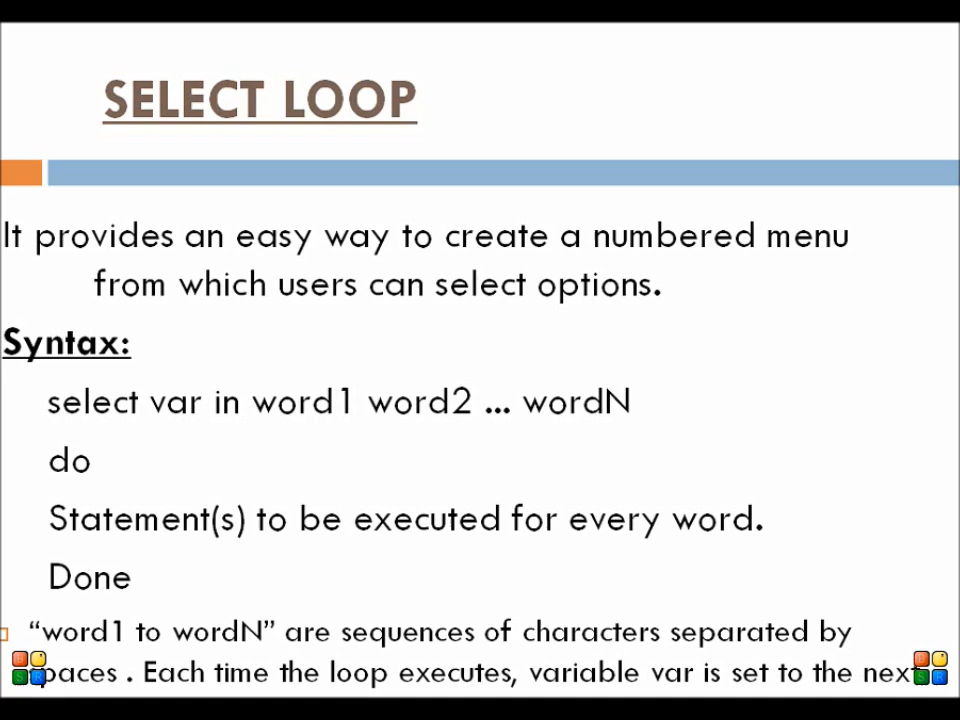 SELECT LOOP
It provides an easy way to create a numbered menu
from which users can select options.
Syntax:
select var in word1 word2 ... wordN
do
Statement(s) to be executed for every word.
Done
“word1 to wordN” are sequences of characters separated by
spaces . Each time the loop executes, variable var is set to the next